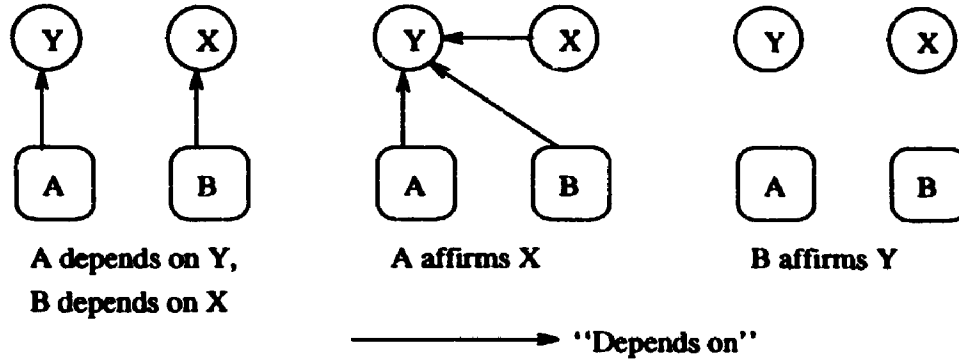 Y X
A B
A depends on Y,
B depends on X
Y X
A B
A affirms X
Y X
A B
B affirms Y
‘‘Depends on’’